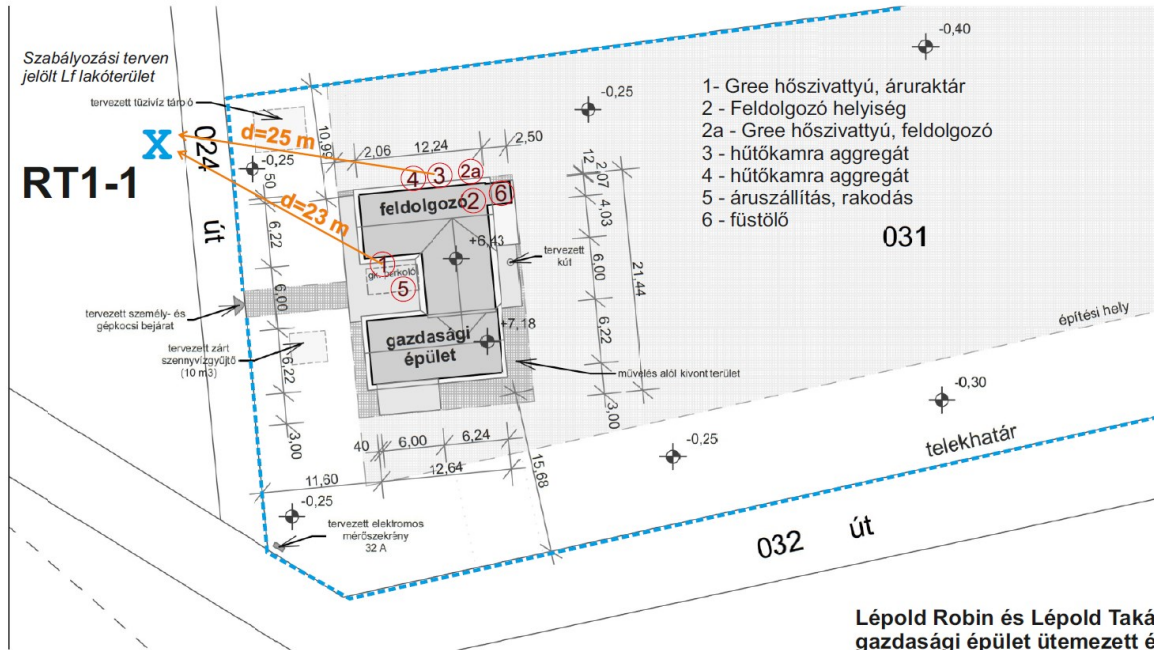 Szabályozási terven
jelölt Lf lakóterület
tervezett tűzivíz tároló
X
RT1-1
024 út
d=25 m
d=23 m
-0,25
-0,25
-0,40
1- Gree hőszivattyú, áruraktár
2 - Feldolgozó helyiség
2a - Gree hőszivattyú, feldolgozó
3 - hűtőkamra aggregát
4 - hűtőkamra aggregát
5 - áruszállítás, rakodás
6 - füstölő
031
10,99
2,06
12,24
2,50
4
3
2a
2
6
feldolgozó
50
6,22
6,00
6,22
3,00
1
5
+6,43
tervezett
kút
12
2,07
4,03
6,00
6,22
3,00
21,44
tervezett személy- és
gépkocsi bejárat
tervezett zárt
szennyvízgyűjtő
(10 m3)
gazdasági
épület
+7,18
művelés alól kivont terület
építési hely
-0,30
-0,25
telekhatár
40
6,00
6,24
12,64
11,60
15,68
-0,25
tervezett elektromos
mérőszekrény
32 A
032 út
Lépold Robin és Lépold Taká
gazdasági épület ütemezett é